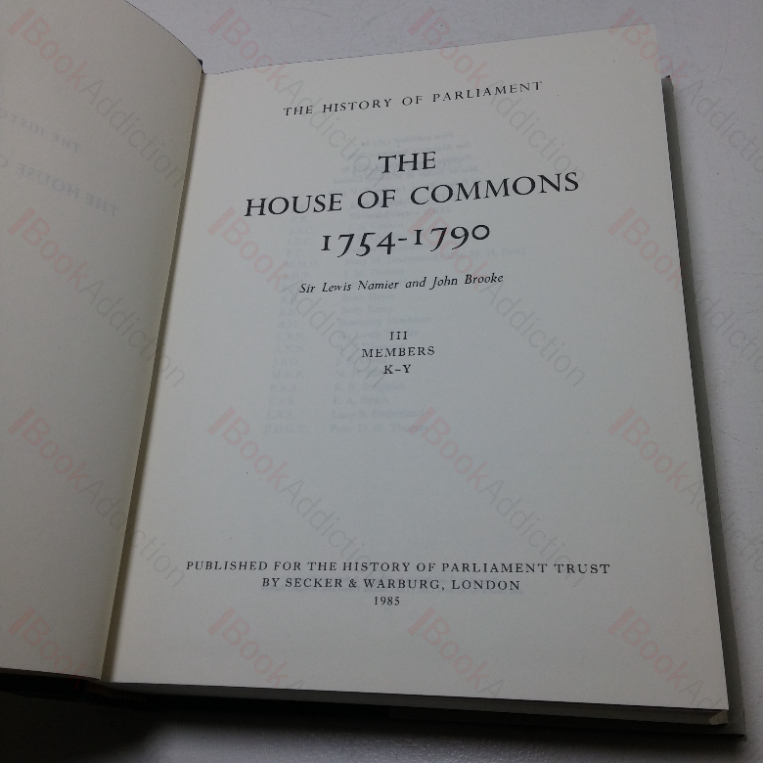 THE HISTORY OF PARLIAMENT
THE
HOUSE OF COMMONS
1754-1790
Sir Lewis Namier and John Brooke
III
MEMBERS
K-Y
PUBLISHED FOR THE HISTORY OF PARLIAMENT TRUST
BY SECKER & WARBURG, LONDON
1985
BookAddiction